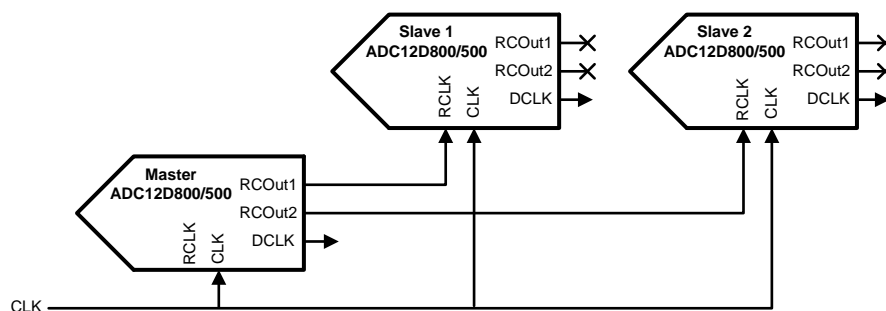 Slave 1
ADC12D800/500
RCOut1
RCOut2
DCLK
RCLK
CLK
Slave 2
ADC12D800/500
RCOut1
RCOut2
DCLK
RCLK
CLK
Master
ADC12D800/500
RCOut1
RCOut2
DCLK
RCLK
CLK
CLK